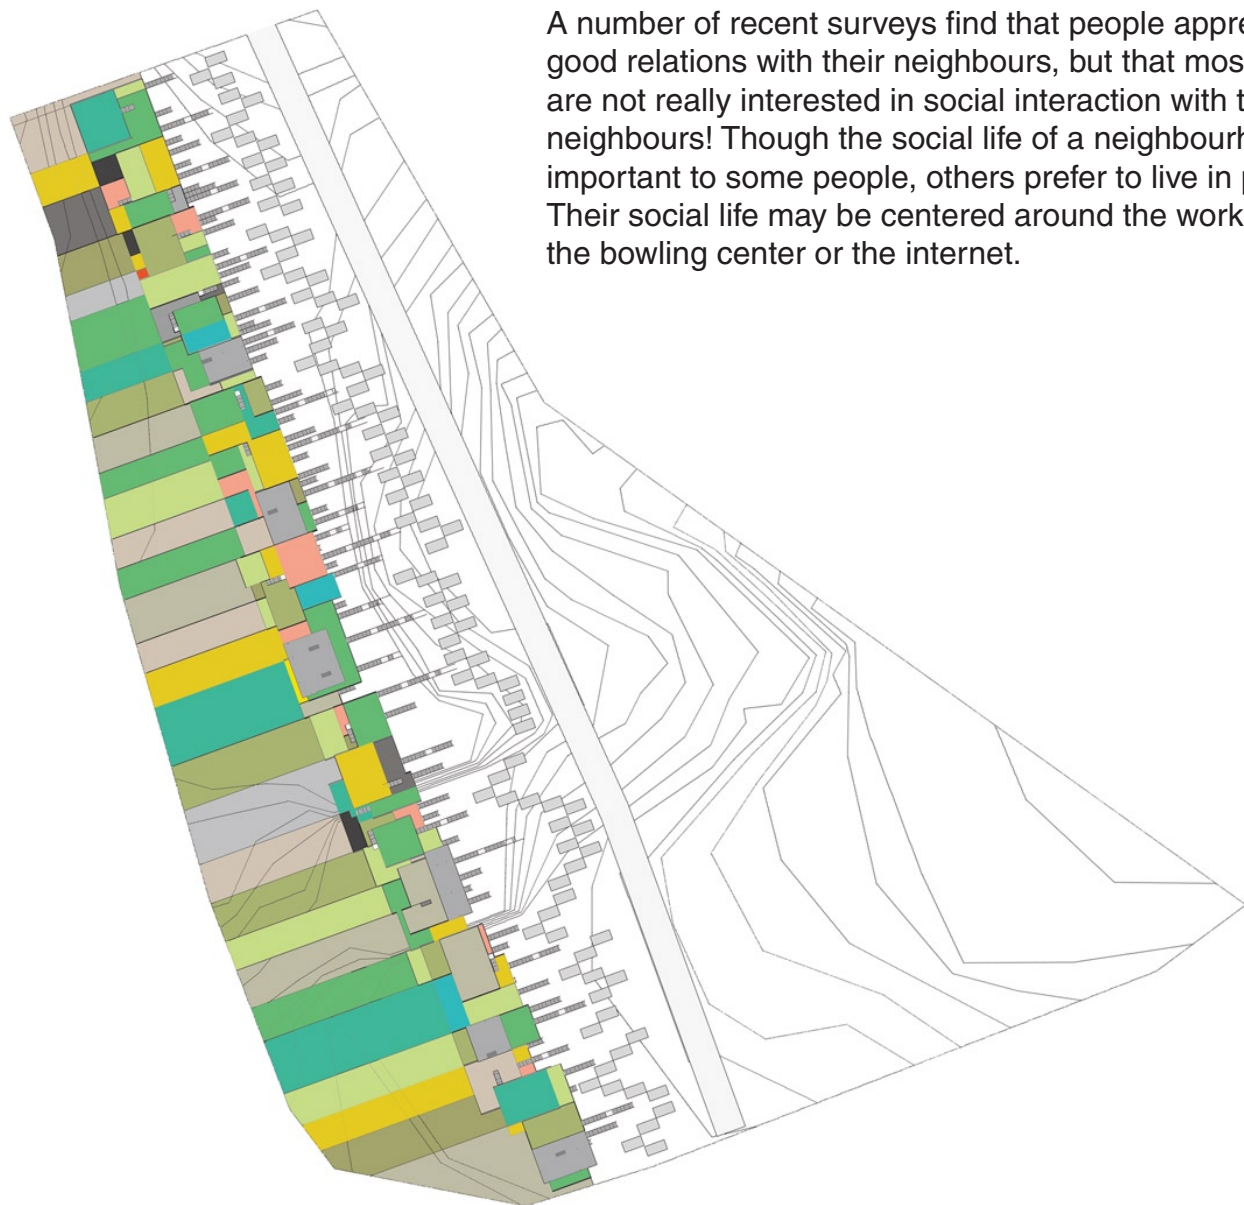 A number of recent surveys find that people appre
good relations with their neighbours, but that mos
are not really interested in social interaction with t
neighbours! Though the social life of a neighbourh
important to some people, others prefer to live in p
Their social life may be centered around the work
the bowling center or the internet.